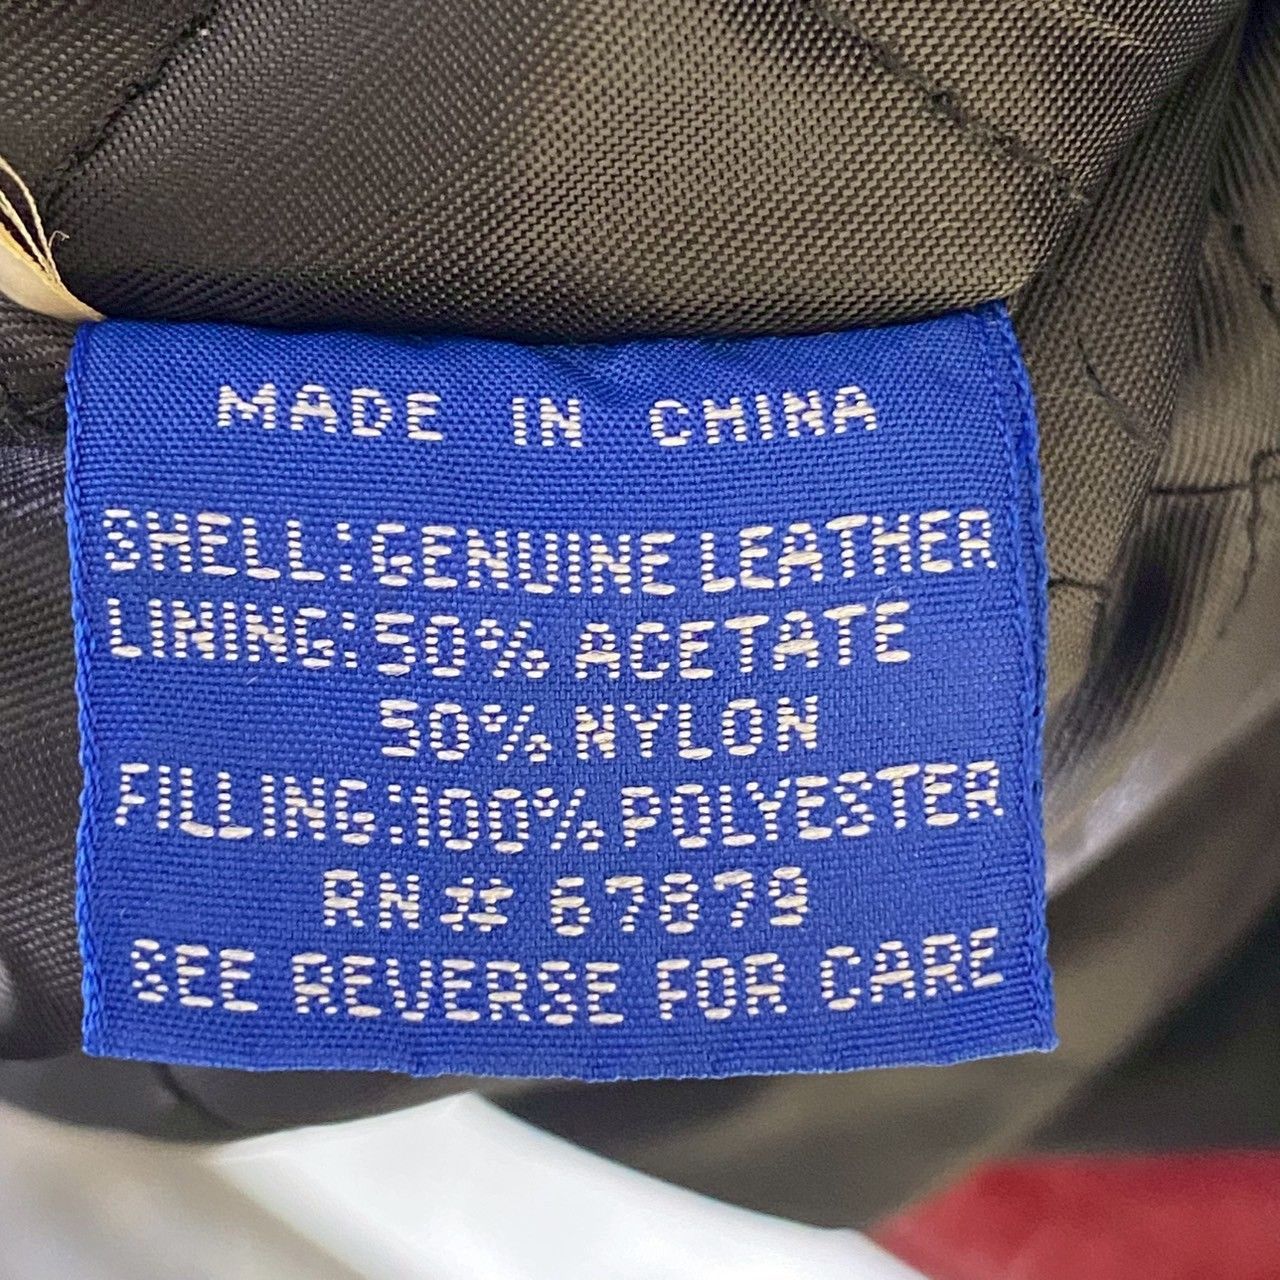 MADE IN CHINA
SHELL:GENUINE LEATHER
LINING:50% ACETATE
50% NYLON
FILLING:100% POLYESTER
RN# 67879
SEE REVERSE FOR CARE